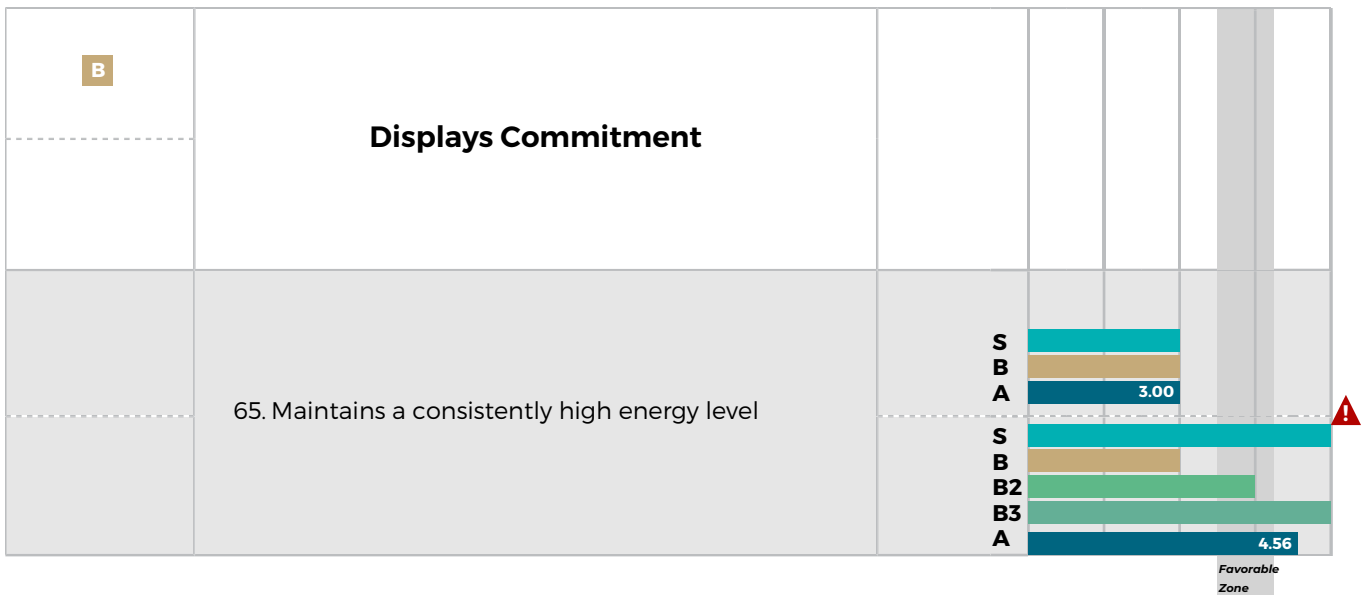 B
Displays Commitment
65. Maintains a consistently high energy level
S
B
A
3.00
!
S
B
B2
B3
A
4.56
Favorable
Zone